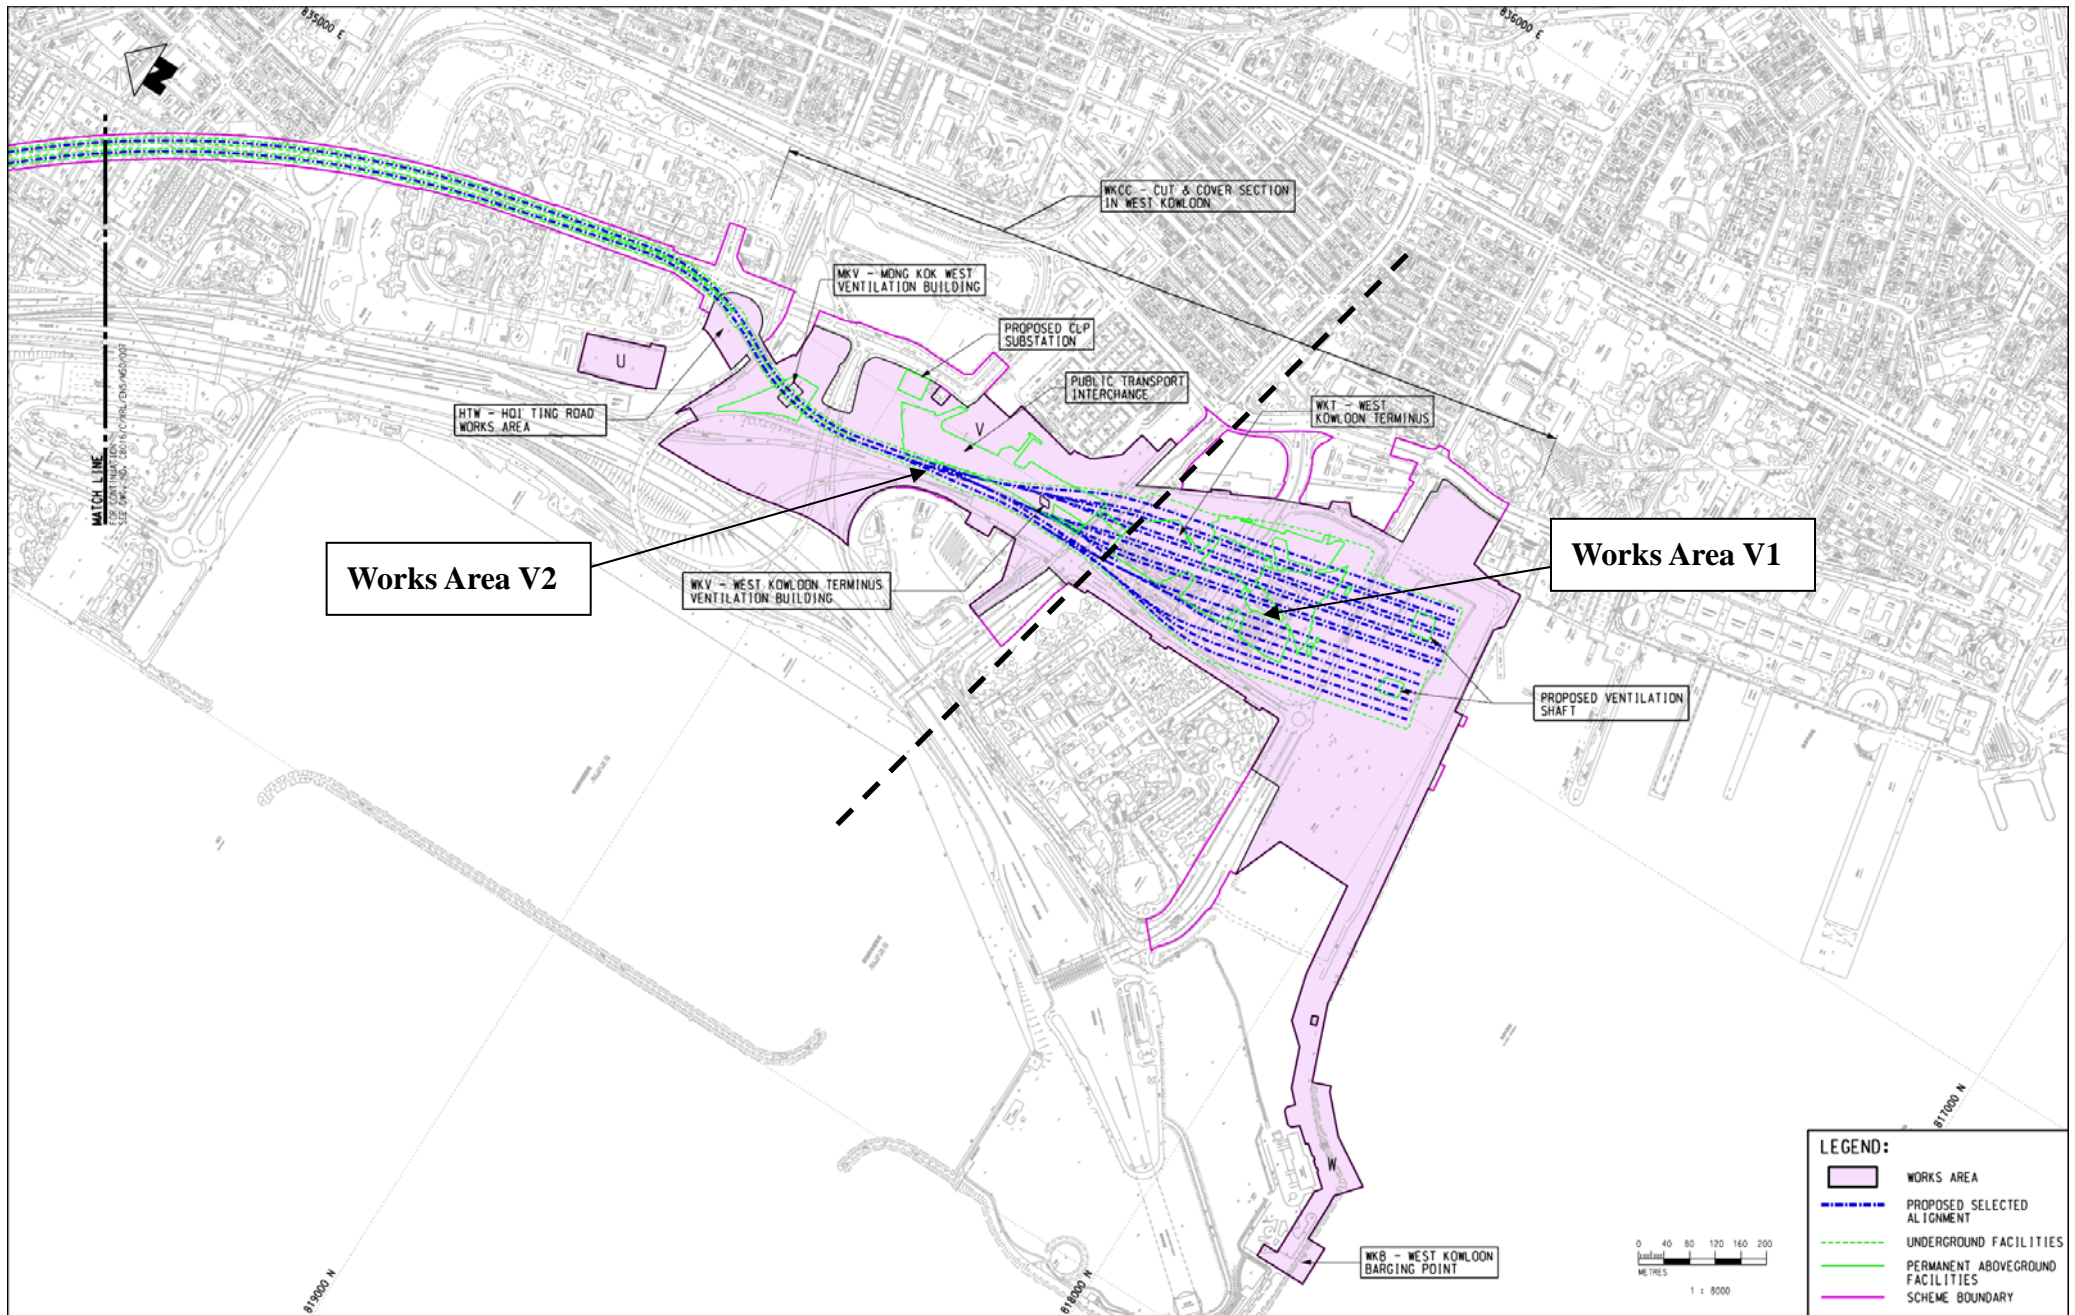 835000 E
836000 E
N
WKCC - CUT & COVER SECTION
IN WEST KOWLOON
MKV - MONG KOK WEST
VENTILATION BUILDING
PROPOSED CLP
SUBSTATION
PUBLIC TRANSPORT
INTERCHANGE
WKT - WEST
KOWLOON TERMINUS
U
V
HTW - HOI TING ROAD
WORKS AREA
MATCH LINE
FOR CONTINUATION
Works Area V2
Works Area V1
WKV - WEST KOWLOON TERMINUS
VENTILATION BUILDING
PROPOSED VENTILATION
SHAFT
W
WKB - WEST KOWLOON
BARGING POINT
819000 N
818000 N
817000 N
0 40 80 120 160 200
METRES
1 : 8000
LEGEND:
WORKS AREA
PROPOSED SELECTED
ALIGNMENT
UNDERGROUND FACILITIES
PERMANENT ABOVEGROUND
FACILITIES
SCHEME BOUNDARY